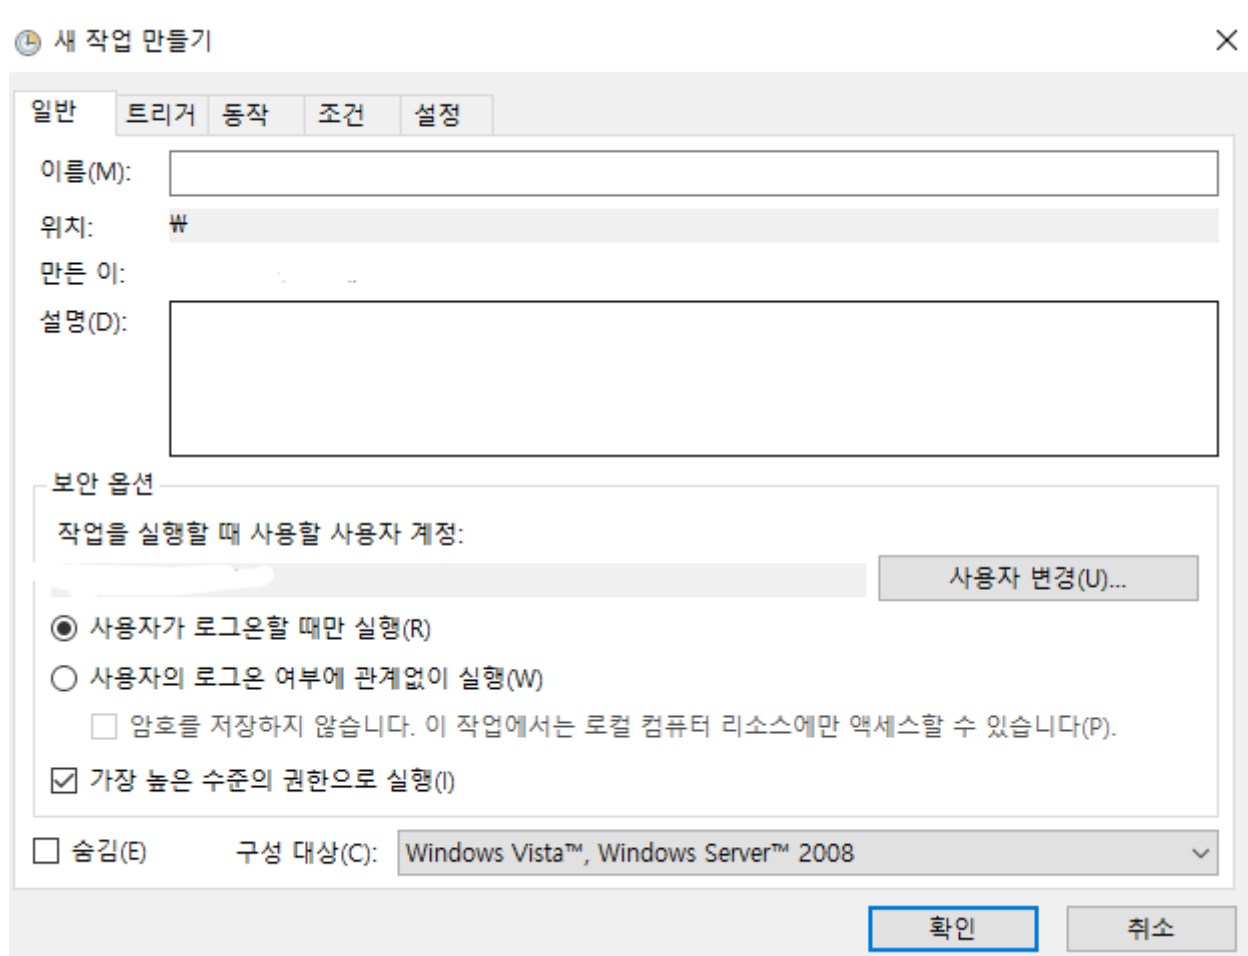 새 작업 만들기
일반 트리거 동작 조건 설정
이름(M):
위치: ₩
만든 이:
설명(D):
보안 옵션
작업을 실행할 때 사용할 사용자 계정:
사용자 변경(U)...
사용자가 로그온할 때만 실행(R)
사용자의 로그온 여부에 관계없이 실행(W)
암호를 저장하지 않습니다. 이 작업에서는 로컬 컴퓨터 리소스에만 액세스할 수 있습니다(P).
가장 높은 수준의 권한으로 실행(I)
숨김(E) 구성 대상(C): Windows Vista™, Windows Server™ 2008
확인 취소